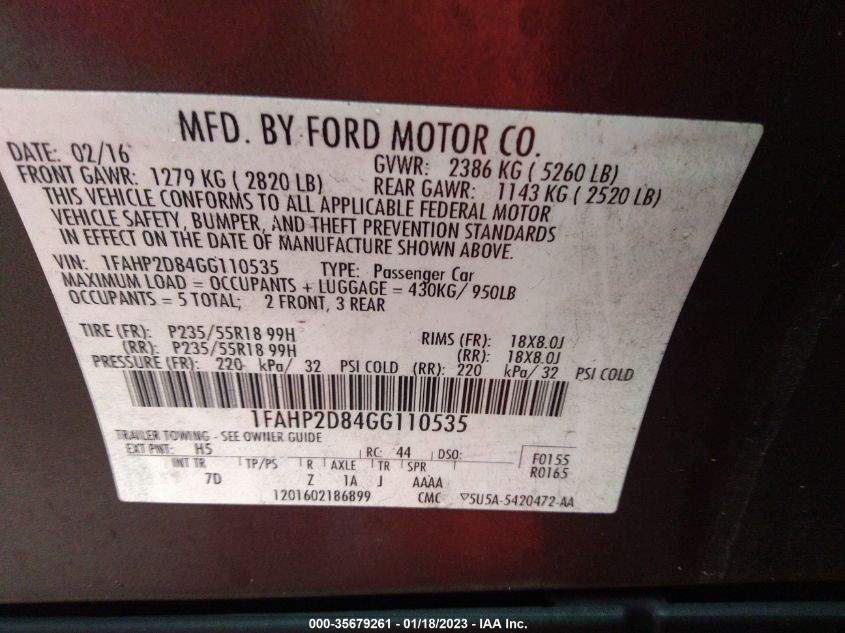 MFD. BY FORD MOTOR CO.
DATE: 02/16 GVWR: 2386 KG ( 5260 LB)
FRONT GAWR: 1279 KG ( 2820 LB) REAR GAWR: 1143 KG ( 2520 LB)
THIS VEHICLE CONFORMS TO ALL APPLICABLE FEDERAL MOTOR
VEHICLE SAFETY, BUMPER, AND THEFT PREVENTION STANDARDS
IN EFFECT ON THE DATE OF MANUFACTURE SHOWN ABOVE.
VIN: 1FAHP2D84GG110535 TYPE: Passenger Car
MAXIMUM LOAD = OCCUPANTS + LUGGAGE = 430KG/ 950LB
OCCUPANTS = 5 TOTAL; 2 FRONT, 3 REAR
TIRE (FR): P235/55R18 99H RIMS (FR): 18X8.0J
(RR): P235/55R18 99H (RR): 18X8.0J
PRESSURE (FR): 220 kPa/ 32 PSI COLD (RR): 220 kPa/ 32 PSI COLD
1FAHP2D84GG110535
TRAILER TOWING - SEE OWNER GUIDE
EXT PNT: H5 RC: 44 DSO: F0155
INT TR TP/PS R AXLE TR SPR R0165
7D Z 1A J AAAA
1201602186899 CMC ▽5U5A-5420472-AA
000-35679261 - 01/18/2023 - IAA Inc.